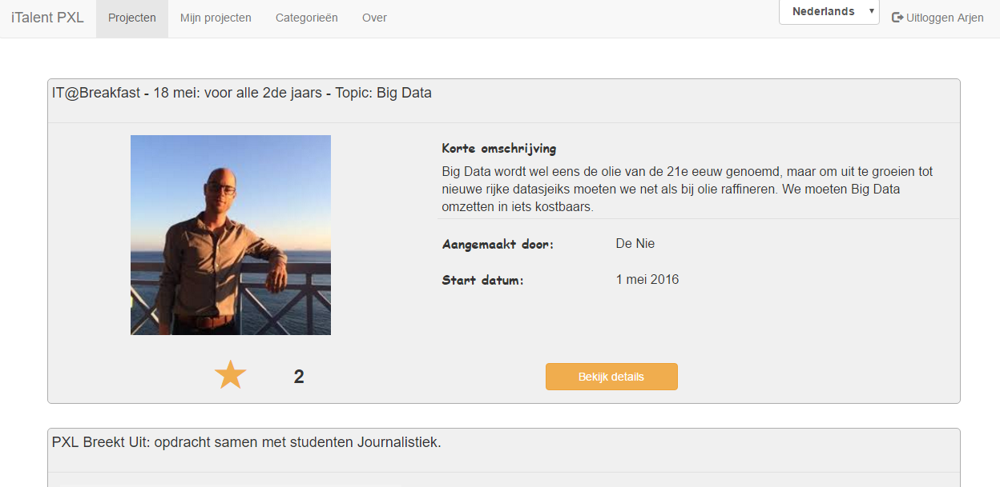 iTalent PXL Projecten Mijn projecten Categorieën Over Nederlands Uitloggen Arjen
IT@Breakfast - 18 mei: voor alle 2de jaars - Topic: Big Data
Korte omschrijving
Big Data wordt wel eens de olie van de 21e eeuw genoemd, maar om uit te groeien tot
nieuwe rijke datasjeiks moeten we net als bij olie raffineren. We moeten Big Data
omzetten in iets kostbaars.
Aangemaakt door: De Nie
Start datum: 1 mei 2016
2 Bekijk details
PXL Breekt Uit: opdracht samen met studenten Journalistiek.